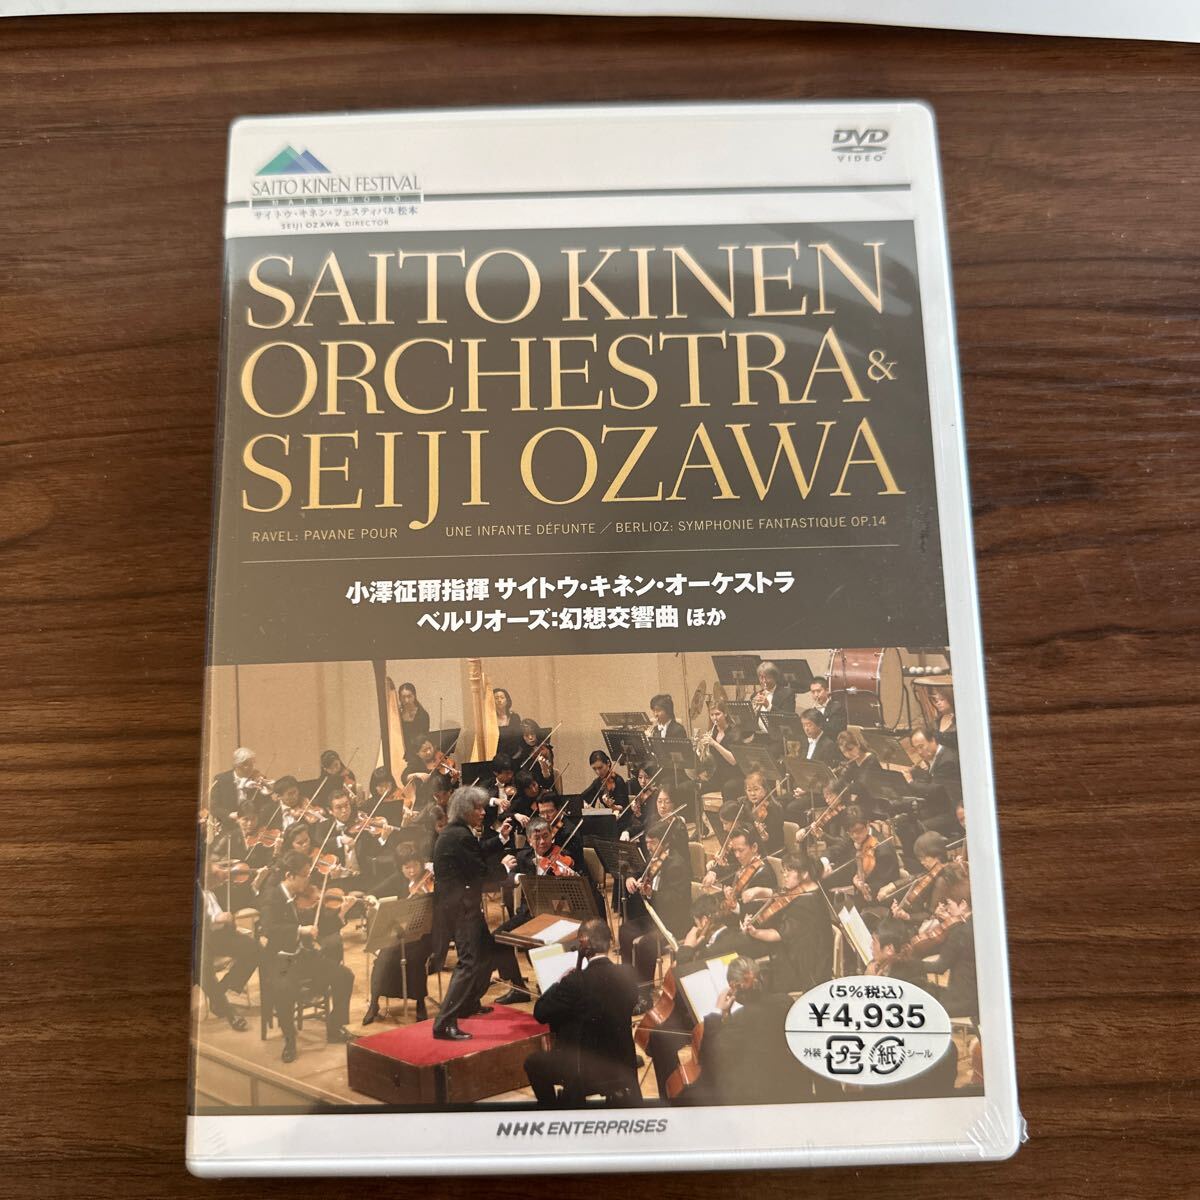 DVD
VIDEO
SAITO KINEN FESTIVAL
MATSUMOTO
サイトウ・キネン・フェスティバル松本
SEIJI OZAWA DIRECTOR
SAITO KINEN
ORCHESTRA &
SEIJI OZAWA
RAVEL: PAVANE POUR UNE INFANTE DÉFUNTE / BERLIOZ: SYMPHONIE FANTASTIQUE OP.14
小澤征爾指揮 サイトウ・キネン・オーケストラ
ベルリオーズ:幻想交響曲 ほか
(5%税込)
¥4,935
外装 プラ 紙 シール
NHK ENTERPRISES